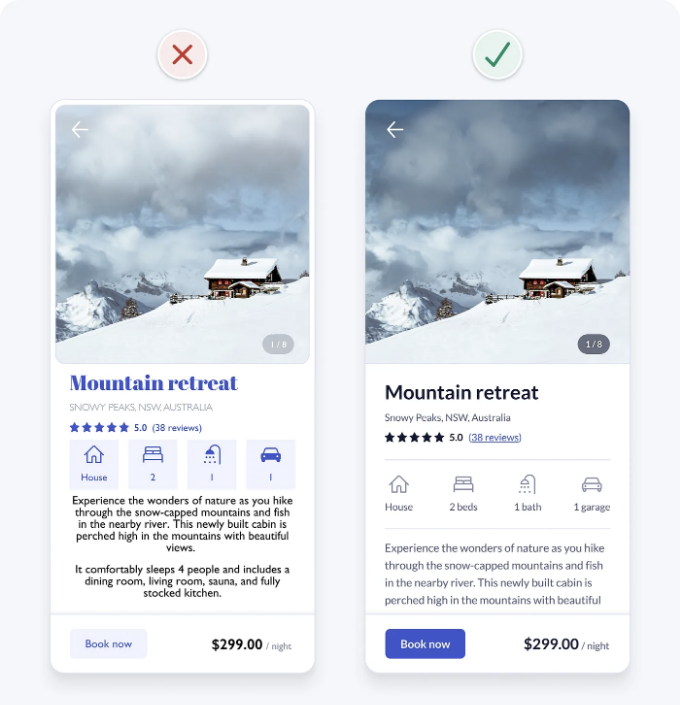 1 / 8
Mountain retreat
SNOWY PEAKS, NSW, AUSTRALIA
5.0 (38 reviews)
House 2 1 1
Experience the wonders of nature as you hike
through the snow-capped mountains and fish
in the nearby river. This newly built cabin is
perched high in the mountains with beautiful
views.
It comfortably sleeps 4 people and includes a
dining room, living room, sauna, and fully
stocked kitchen.
Book now $299.00 / night
1 / 8
Mountain retreat
Snowy Peaks, NSW, Australia
5.0 (38 reviews)
House 2 beds 1 bath 1 garage
Experience the wonders of nature as you hike
through the snow-capped mountains and fish
in the nearby river. This newly built cabin is
perched high in the mountains with beautiful
Book now $299.00 / night